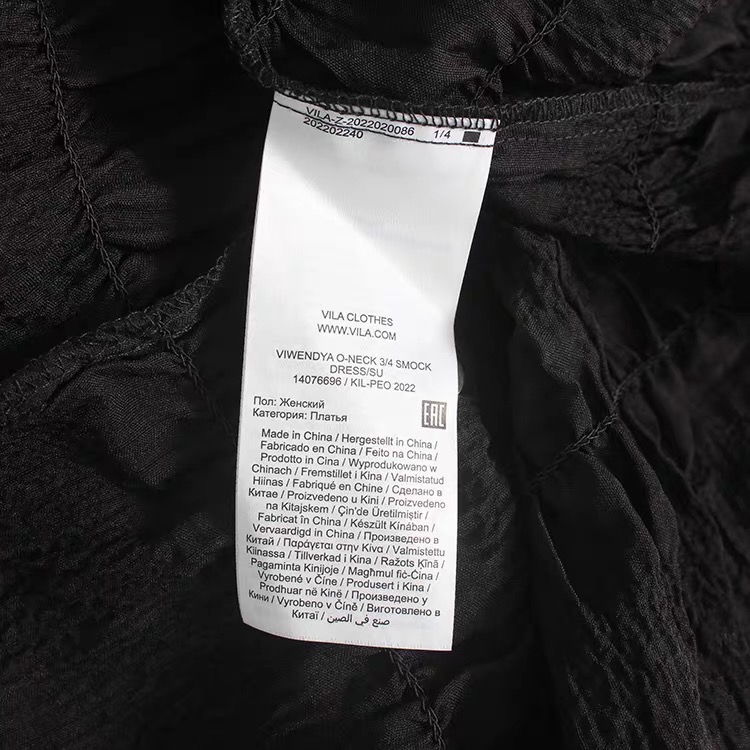 VILA-Z-2022020086 1/4
202202240
VILA CLOTHES
WWW.VILA.COM
VIWENDYA O-NECK 3/4 SMOCK
DRESS/SU
14076696 / KIL-PEO 2022
Пол: Женский
Категория: Платья
EAC
Made in China / Hergestellt in China /
Fabricado en China / Feito na China /
Prodotto in Cina / Wyprodukowano w
Chinach / Fremstillet i Kina / Valmistatud
Hiinas / Fabriqué en Chine / Сделано в
Китае / Proizvedeno u Kini / Proizvedeno
na Kitajskem / Çin'de Üretilmiştir /
Fabricat în China / Készült Kínában /
Vervaardigd in China / Произведено в
Китай / Παράγεται στην Κίνα / Valmistettu
Kiinassa / Tillverkad i Kina / Ražots Ķīnā /
Pagaminta Kinijoje / Magħmul fiċ-Ċina /
Vyrobené v Číne / Produsert i Kina /
Prodhuar në Kinë / Произведено у
Кини / Vyrobeno v Číně / Виготовлено в
Китаї / صنع في الصين